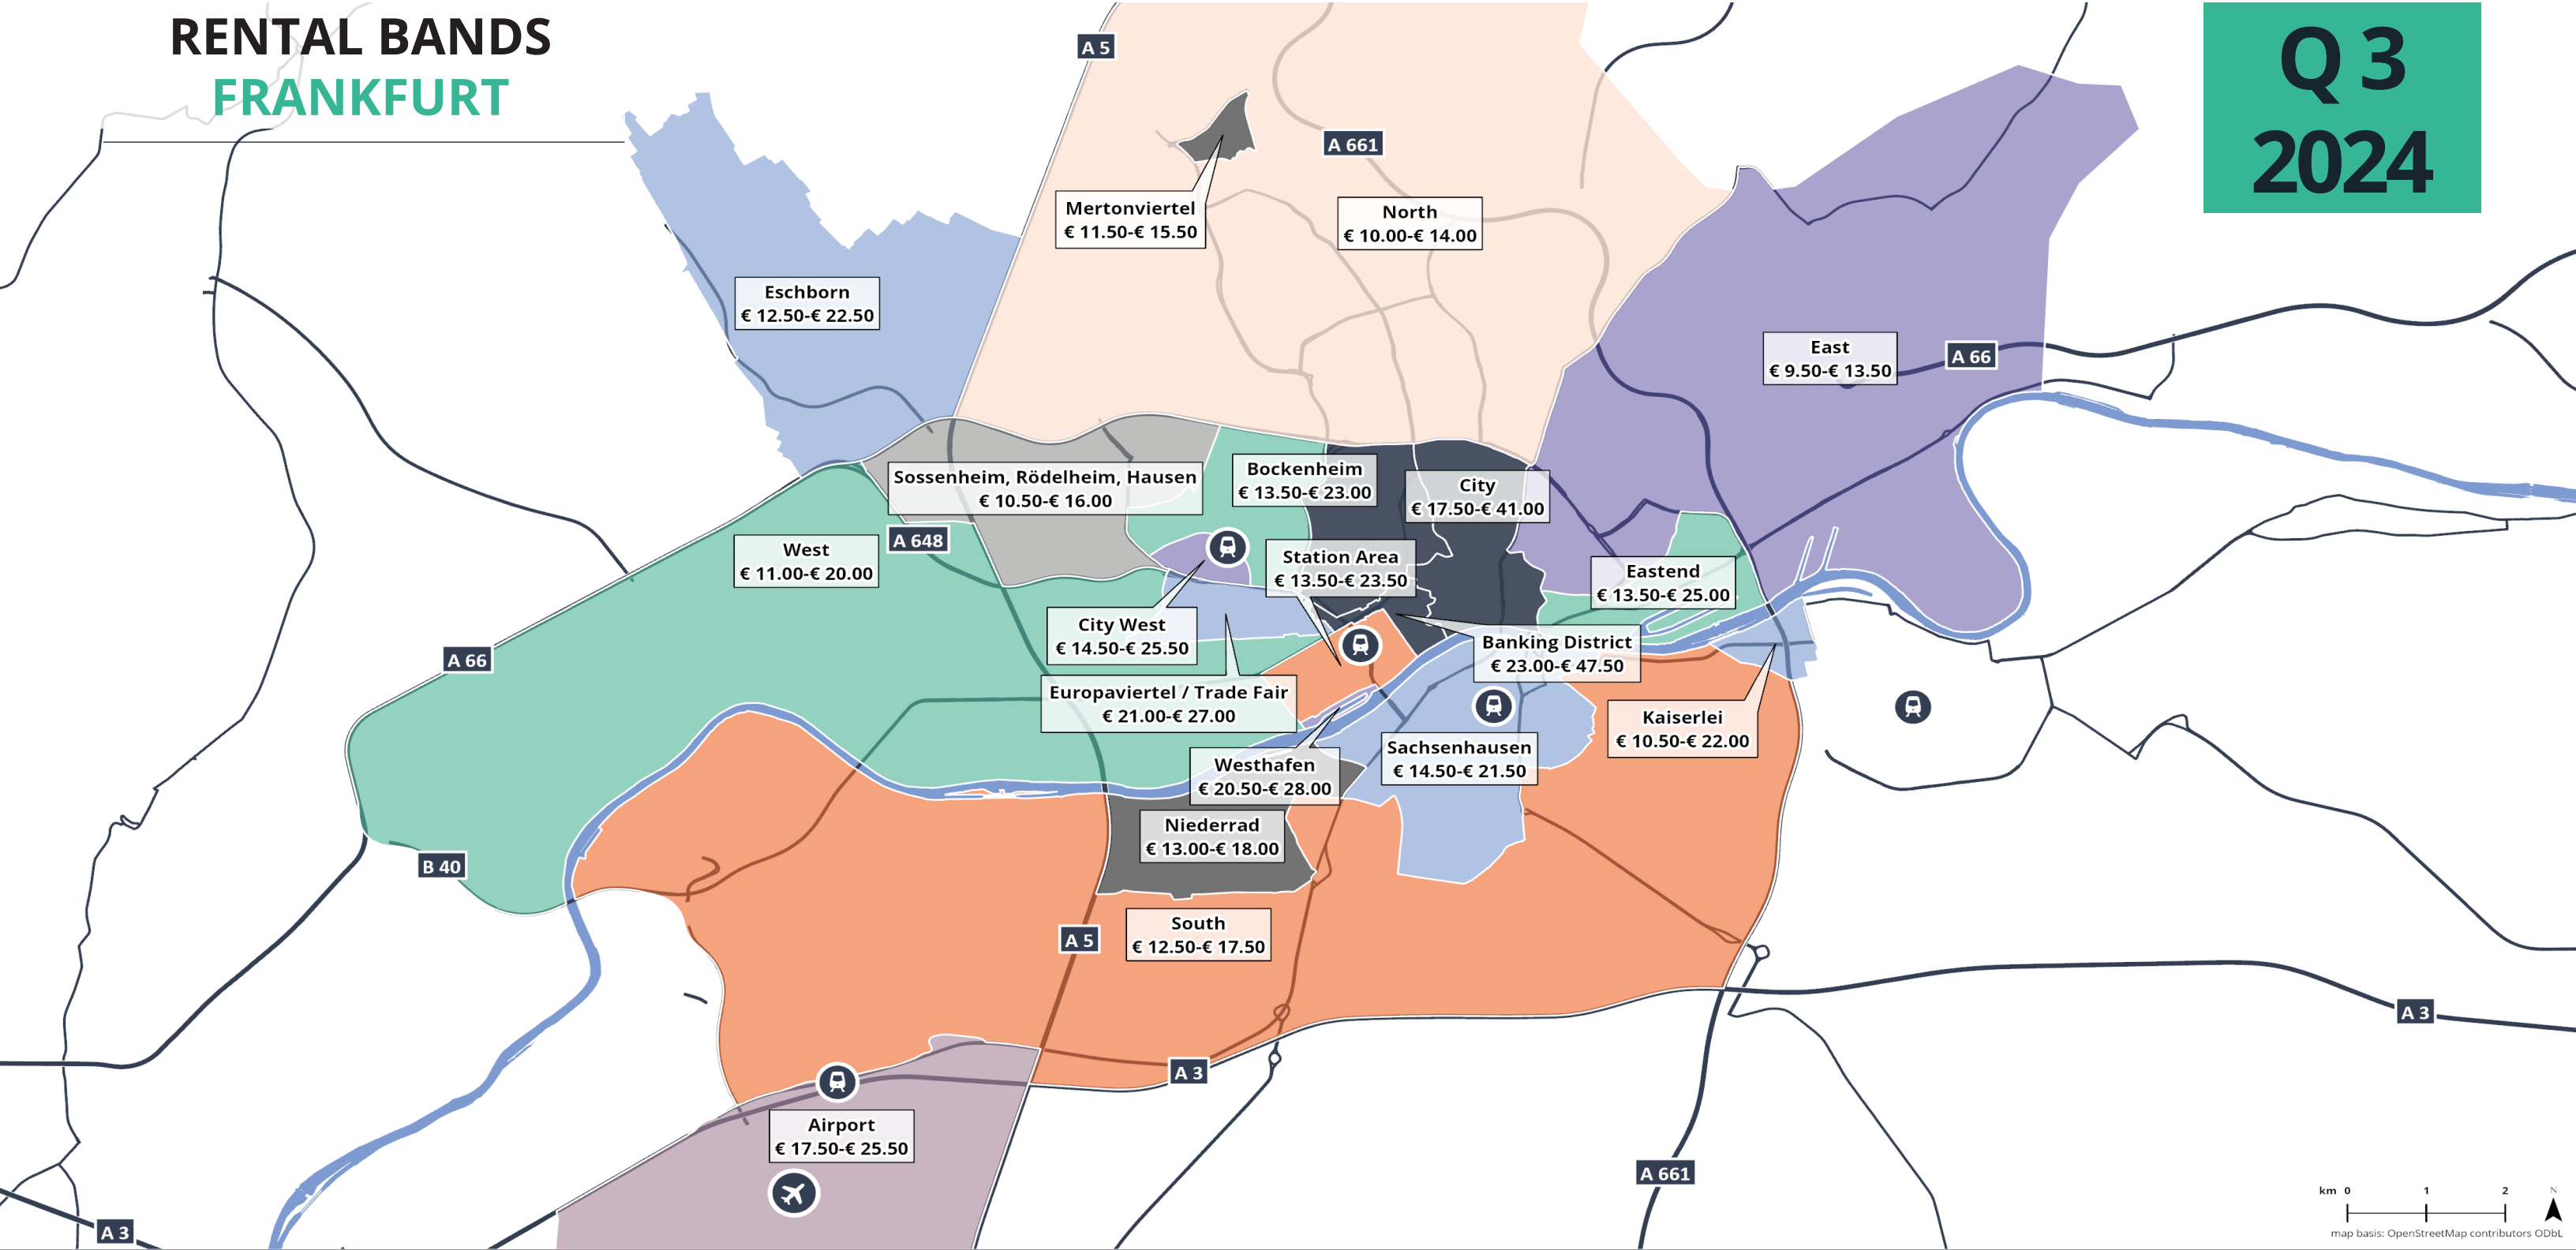 RENTAL BANDS
FRANKFURT
Q 3
2024
A 5
A 661
Mertonviertel
€ 11.50-€ 15.50
North
€ 10.00-€ 14.00
Eschborn
€ 12.50-€ 22.50
East
€ 9.50-€ 13.50
A 66
Sossenheim, Rödelheim, Hausen
€ 10.50-€ 16.00
Bockenheim
€ 13.50-€ 23.00
City
€ 17.50-€ 41.00
A 648
West
€ 11.00-€ 20.00
Station Area
€ 13.50-€ 23.50
Eastend
€ 13.50-€ 25.00
City West
€ 14.50-€ 25.50
Banking District
€ 23.00-€ 47.50
A 66
Europaviertel / Trade Fair
€ 21.00-€ 27.00
Kaiserlei
€ 10.50-€ 22.00
Sachsenhausen
€ 14.50-€ 21.50
Westhafen
€ 20.50-€ 28.00
Niederrad
€ 13.00-€ 18.00
B 40
South
€ 12.50-€ 17.50
A 5
A 3
A 3
Airport
€ 17.50-€ 25.50
A 661
A 3
km 0 1 2 N
map basis: OpenStreetMap contributors ODbL